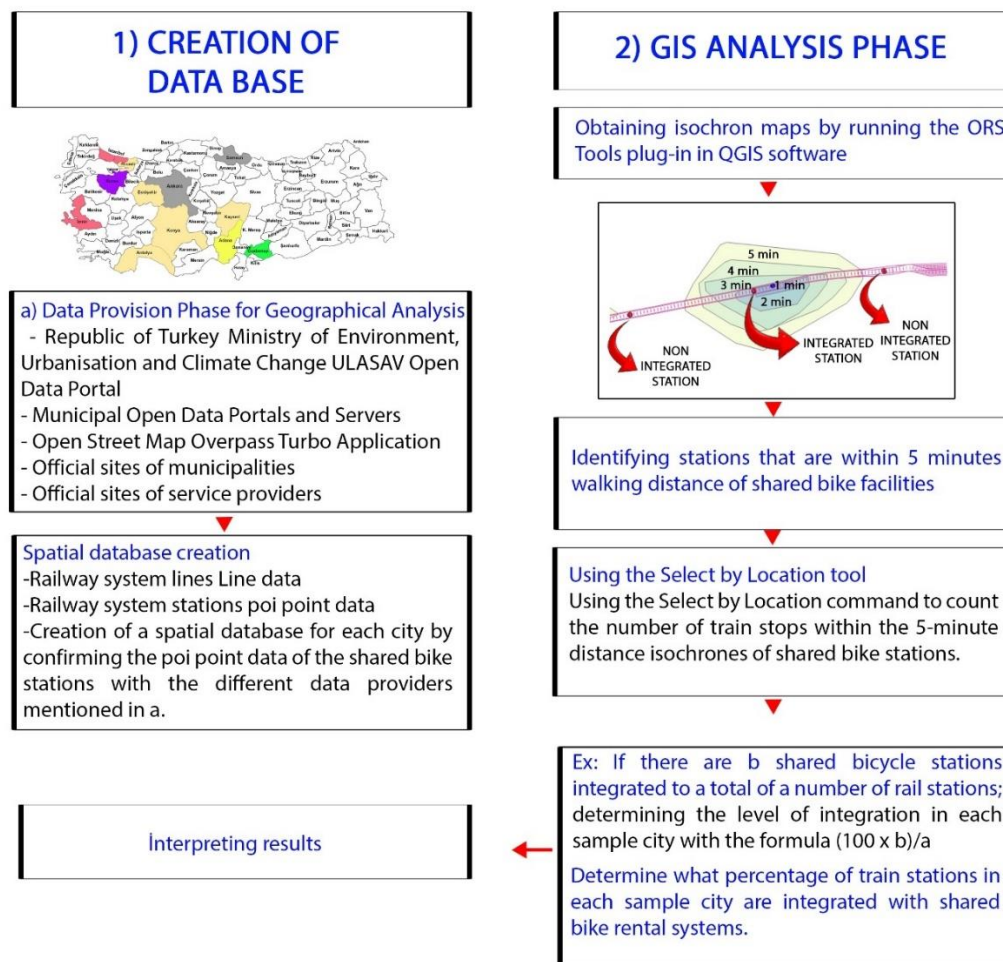 1) CREATION OF
DATA BASE
a) Data Provision Phase for Geographical Analysis
- Republic of Turkey Ministry of Environment,
Urbanisation and Climate Change ULASAV Open
Data Portal
- Municipal Open Data Portals and Servers
- Open Street Map Overpass Turbo Application
- Official sites of municipalities
- Official sites of service providers
Spatial database creation
-Railway system lines Line data
-Railway system stations poi point data
-Creation of a spatial database for each city by
confirming the poi point data of the shared bike
stations with the different data providers
mentioned in a.
2) GIS ANALYSIS PHASE
Obtaining isochron maps by running the ORS
Tools plug-in in QGIS software
5 min
4 min
3 min
1 min
2 min
NON
INTEGRATED
STATION
INTEGRATED
STATION
NON
INTEGRATED
STATION
Identifying stations that are within 5 minutes
walking distance of shared bike facilities
Using the Select by Location tool
Using the Select by Location command to count
the number of train stops within the 5-minute
distance isochrones of shared bike stations.
Ex: If there are b shared bicycle stations
integrated to a total of a number of rail stations;
determining the level of integration in each
sample city with the formula (100 x b)/a
Determine what percentage of train stations in
each sample city are integrated with shared
bike rental systems.
İnterpreting results